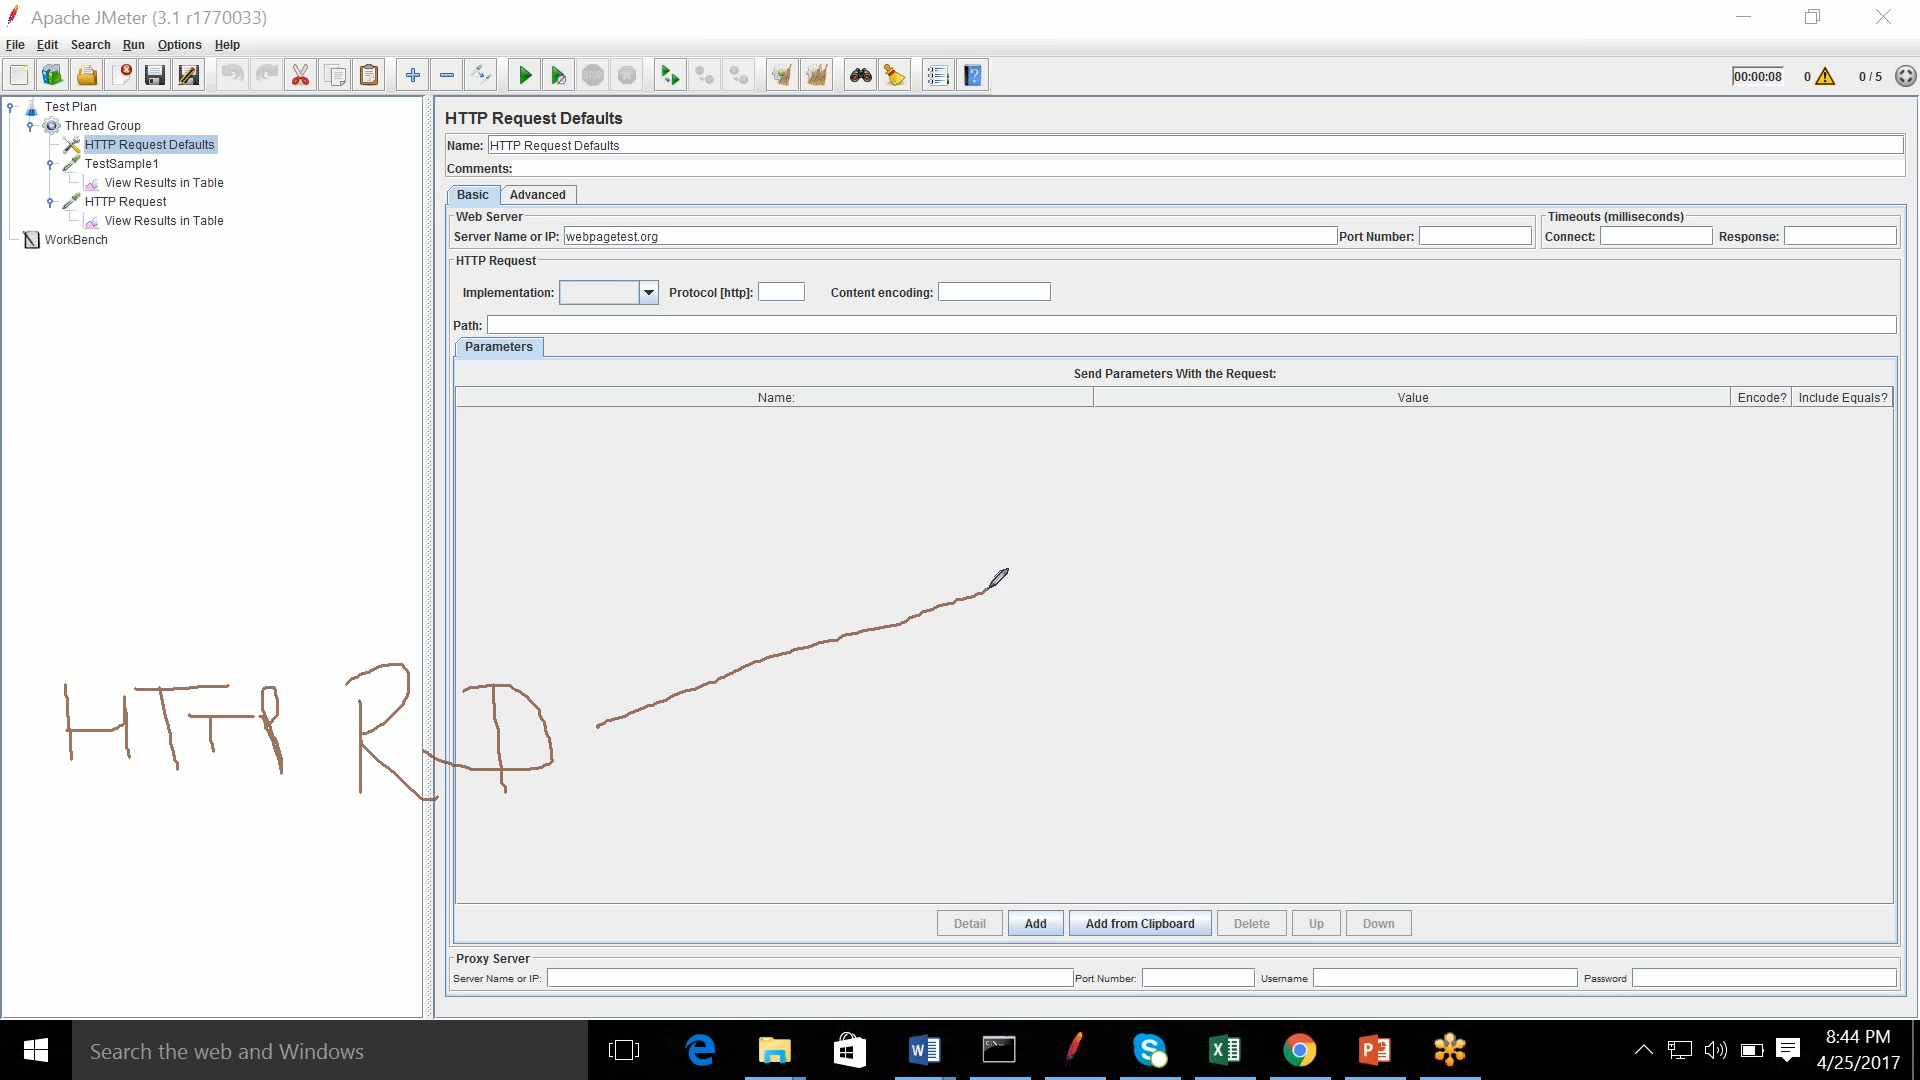 Apache JMeter (3.1 r1770033)
File Edit Search Run Options Help
STOP
00:00:08 0 0 / 5
Test Plan
Thread Group
HTTP Request Defaults
TestSample1
View Results in Table
HTTP Request
View Results in Table
WorkBench
HTTP Request Defaults
Name: HTTP Request Defaults
Comments:
Basic Advanced
Web Server
Server Name or IP: webpagetest.org Port Number:
Timeouts (milliseconds)
Connect: Response:
HTTP Request
Implementation: Protocol [http]: Content encoding:
Path:
Parameters
Send Parameters With the Request:
Name: Value Encode? Include Equals?
HTTP R D
Detail Add Add from Clipboard Delete Up Down
Proxy Server
Server Name or IP: Port Number: Username Password
Search the web and Windows
8:44 PM
4/25/2017